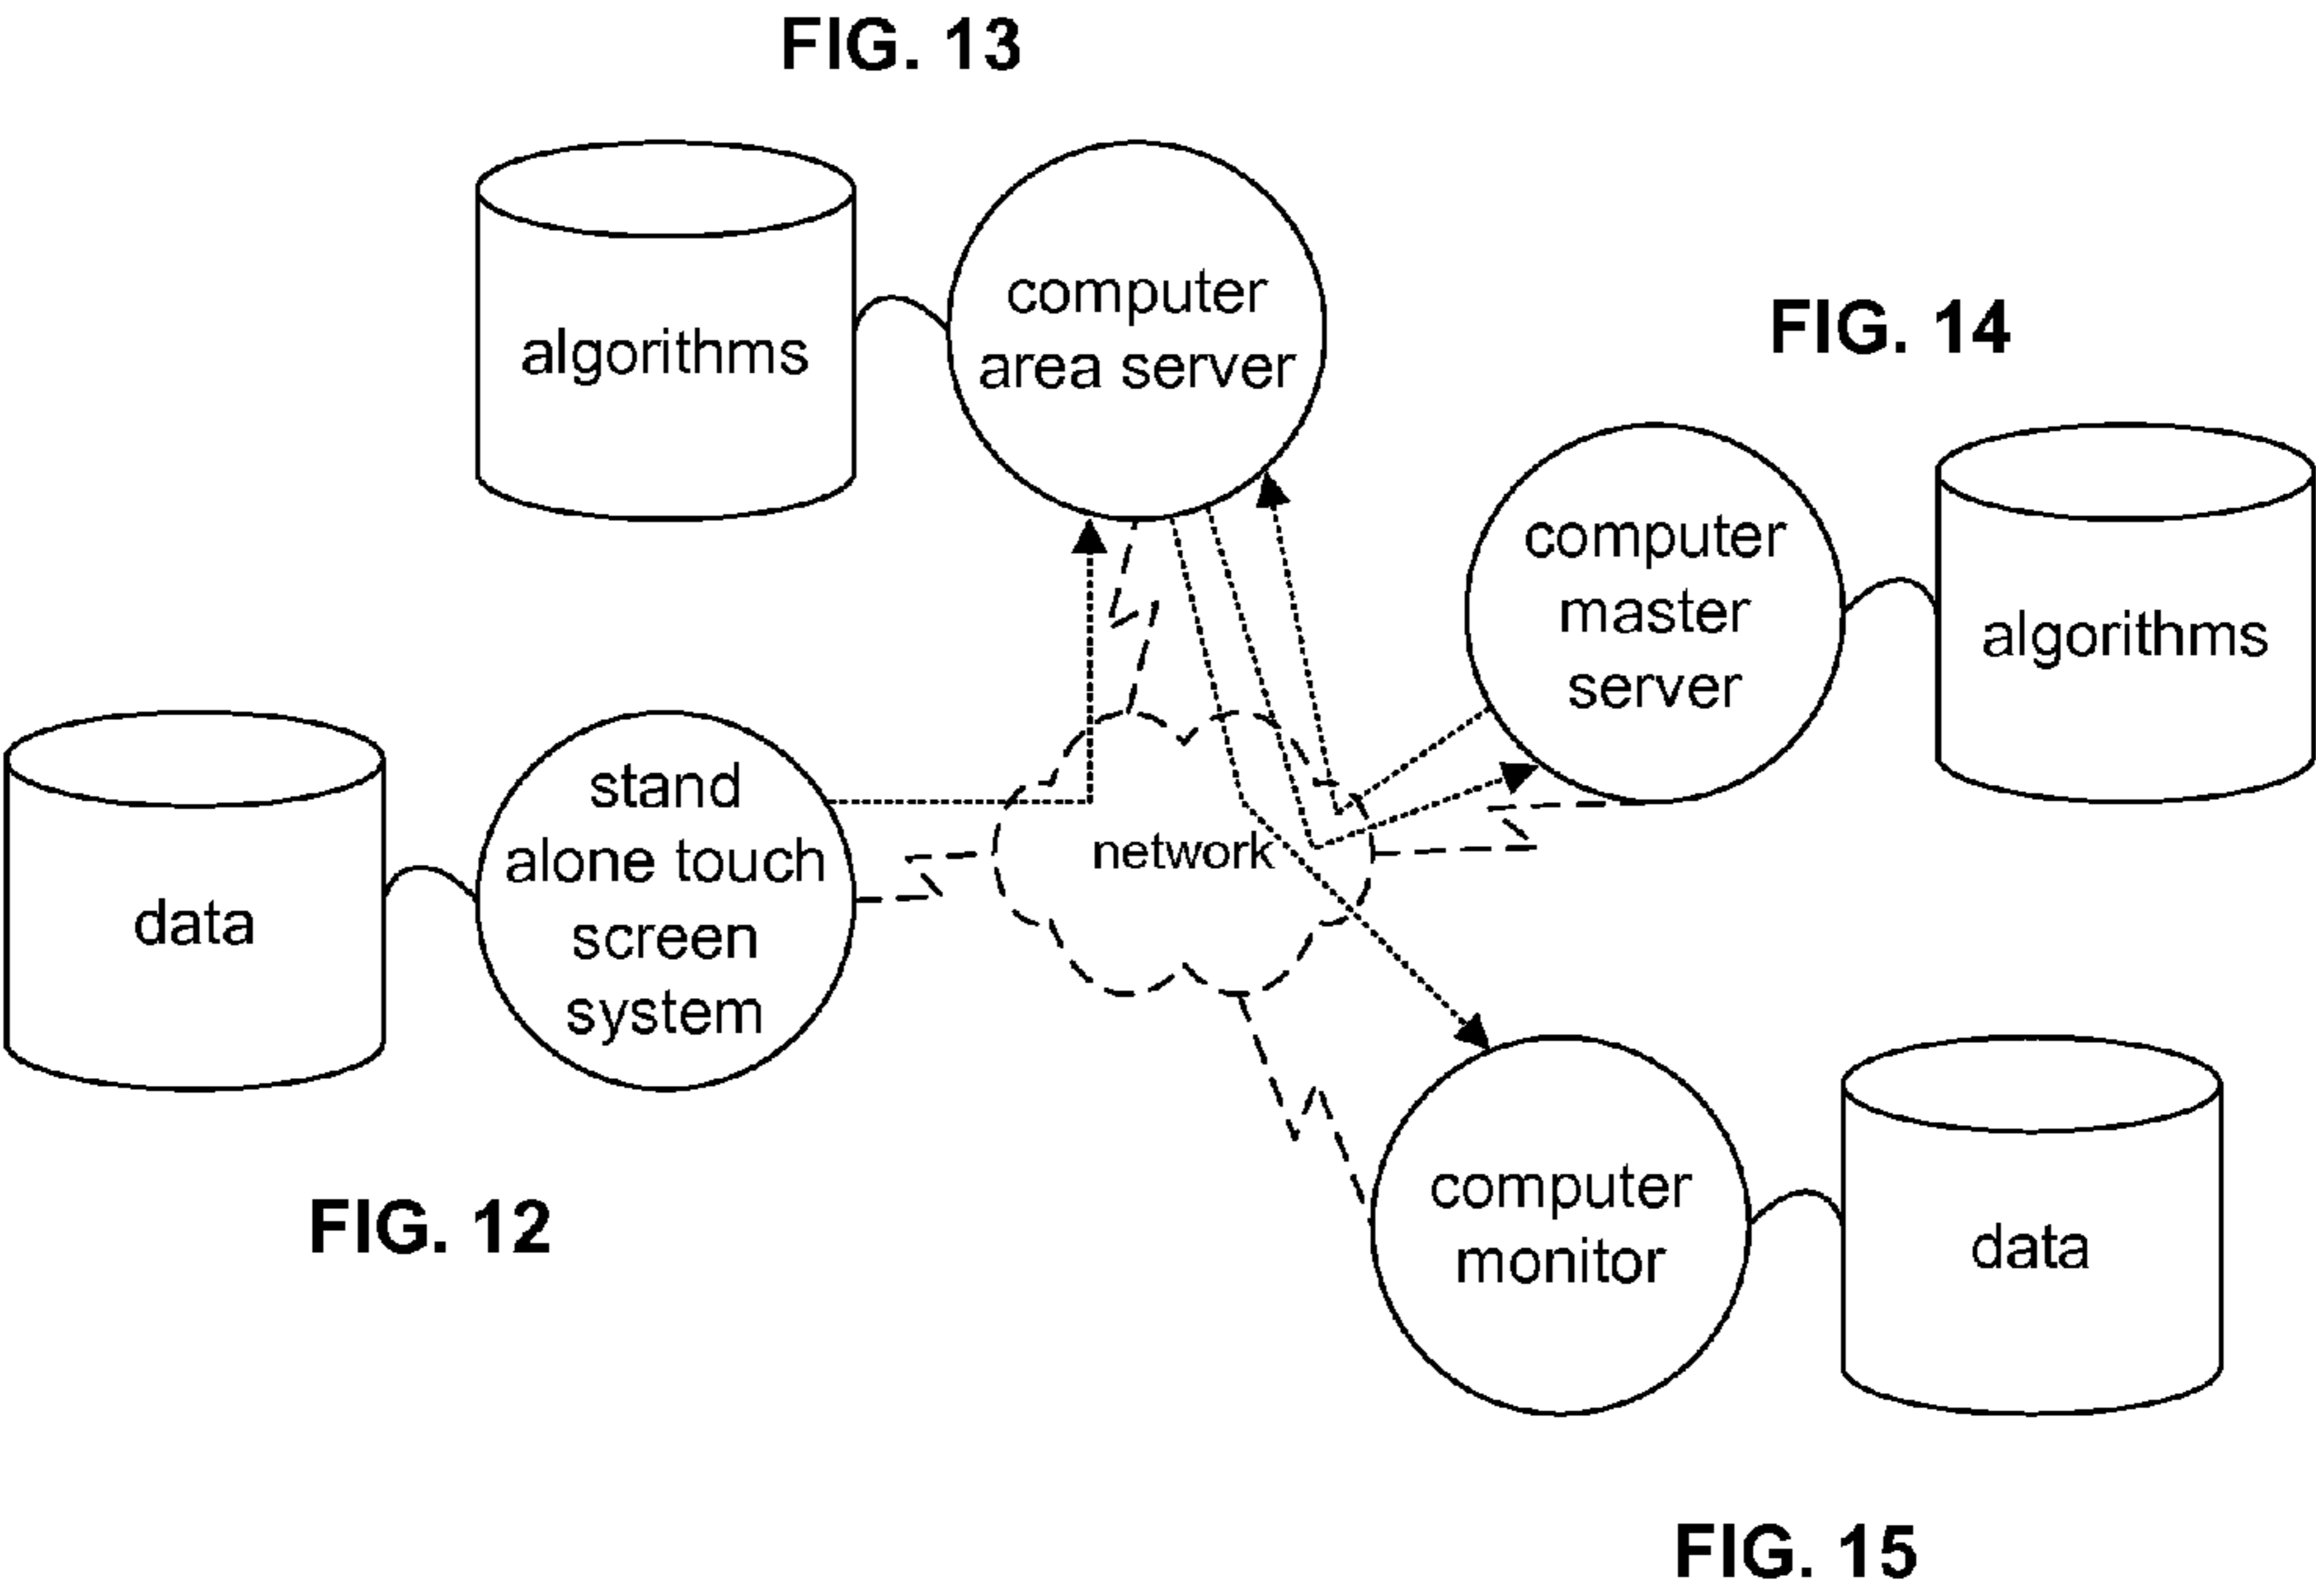 FIG. 13
algorithms
computer
area server
FIG. 14
computer
master
server
algorithms
data
stand
alone touch
screen
system
network
FIG. 12
computer
monitor
data
FIG. 15